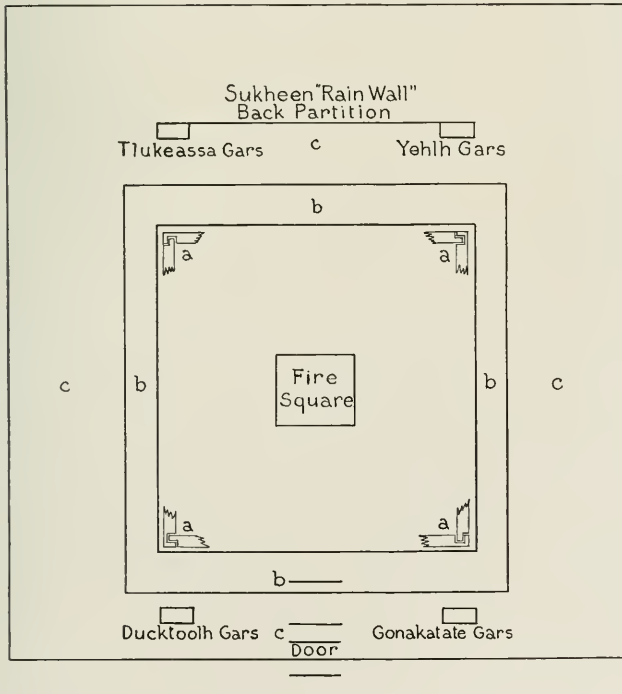 Sukheen "Rain Wall"
Back Partition
Tlukeassa Gars
c
Yehlh Gars
b
a
a
c
b
Fire
Square
b
c
a
a
b
Ducktoolh Gars
c
Gonakatate Gars
Door